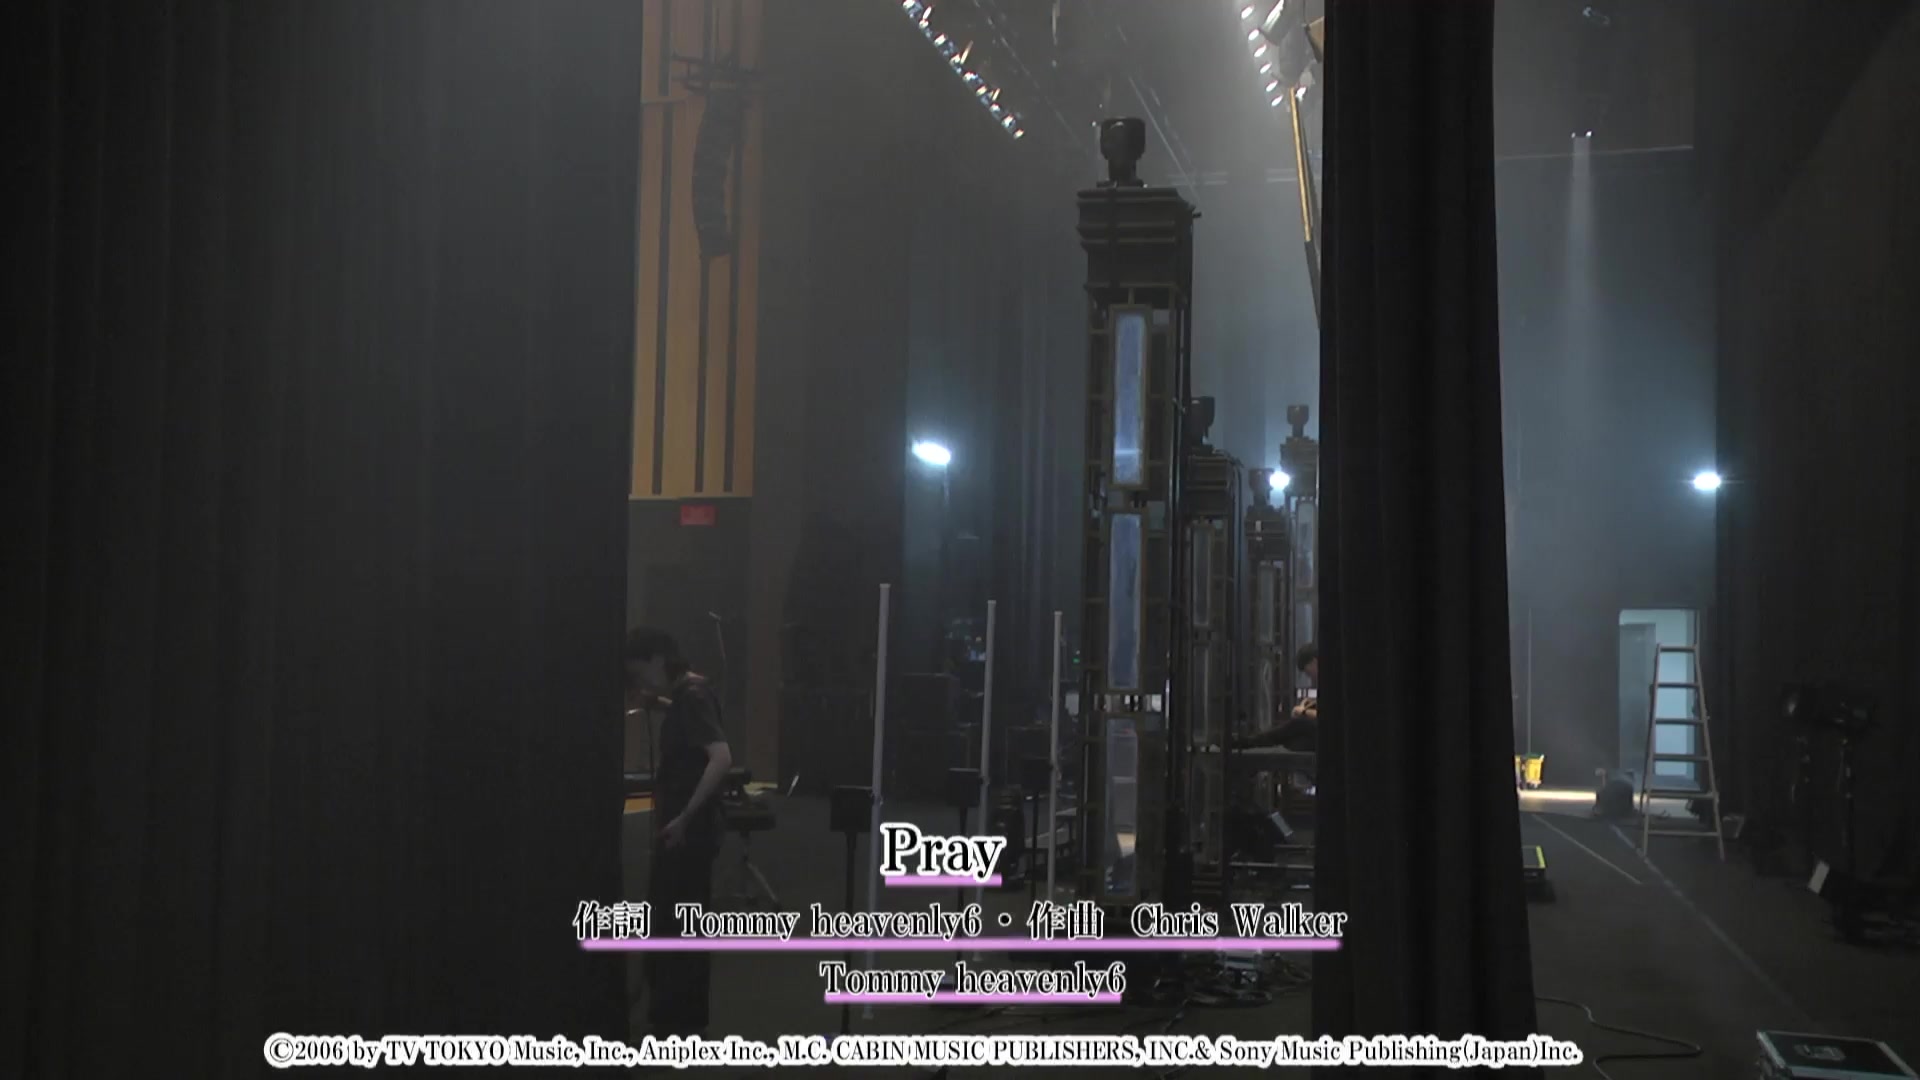 Pray
作詞 Tommy heavenly6・作曲 Chris Walker
Tommy heavenly6
©2006 by TV TOKYO Music, Inc., Aniplex Inc., M.C. CABIN MUSIC PUBLISHERS, INC.& Sony Music Publishing(Japan)Inc.